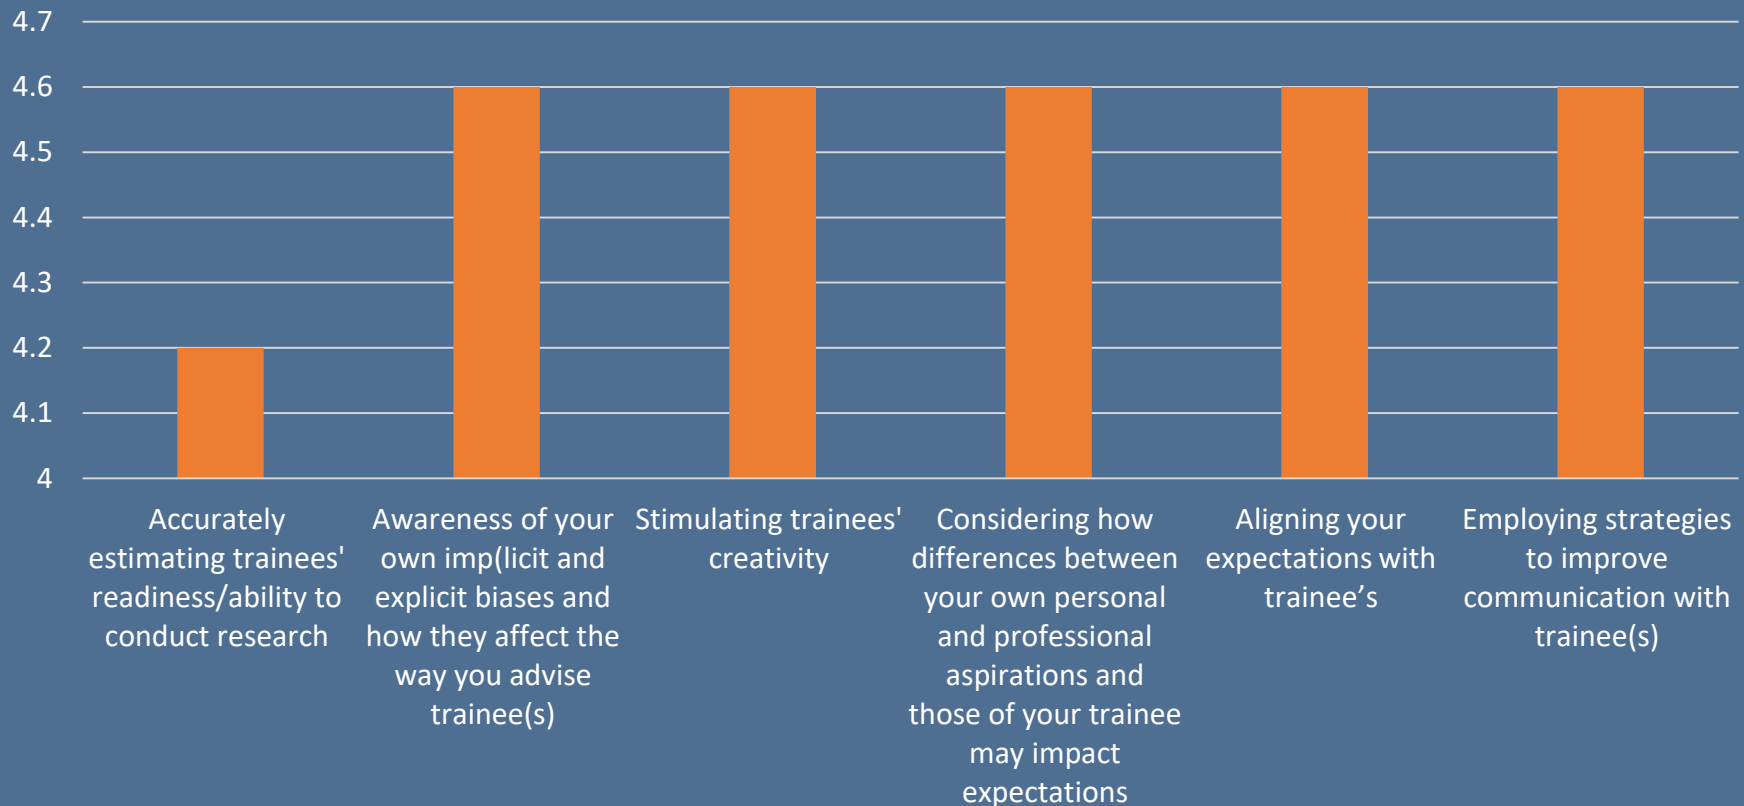 4.7
4.6
4.5
4.4
4.3
4.2
4.1
4
Accurately
estimating trainees'
readiness/ability to
conduct research
Awareness of your
own imp(licit and
explicit biases and
how they affect the
way you advise
trainee(s)
Stimulating trainees'
creativity
Considering how
differences between
your own personal
and professional
aspirations and
those of your trainee
may impact
expectations
Aligning your
expectations with
trainee’s
Employing strategies
to improve
communication with
trainee(s)